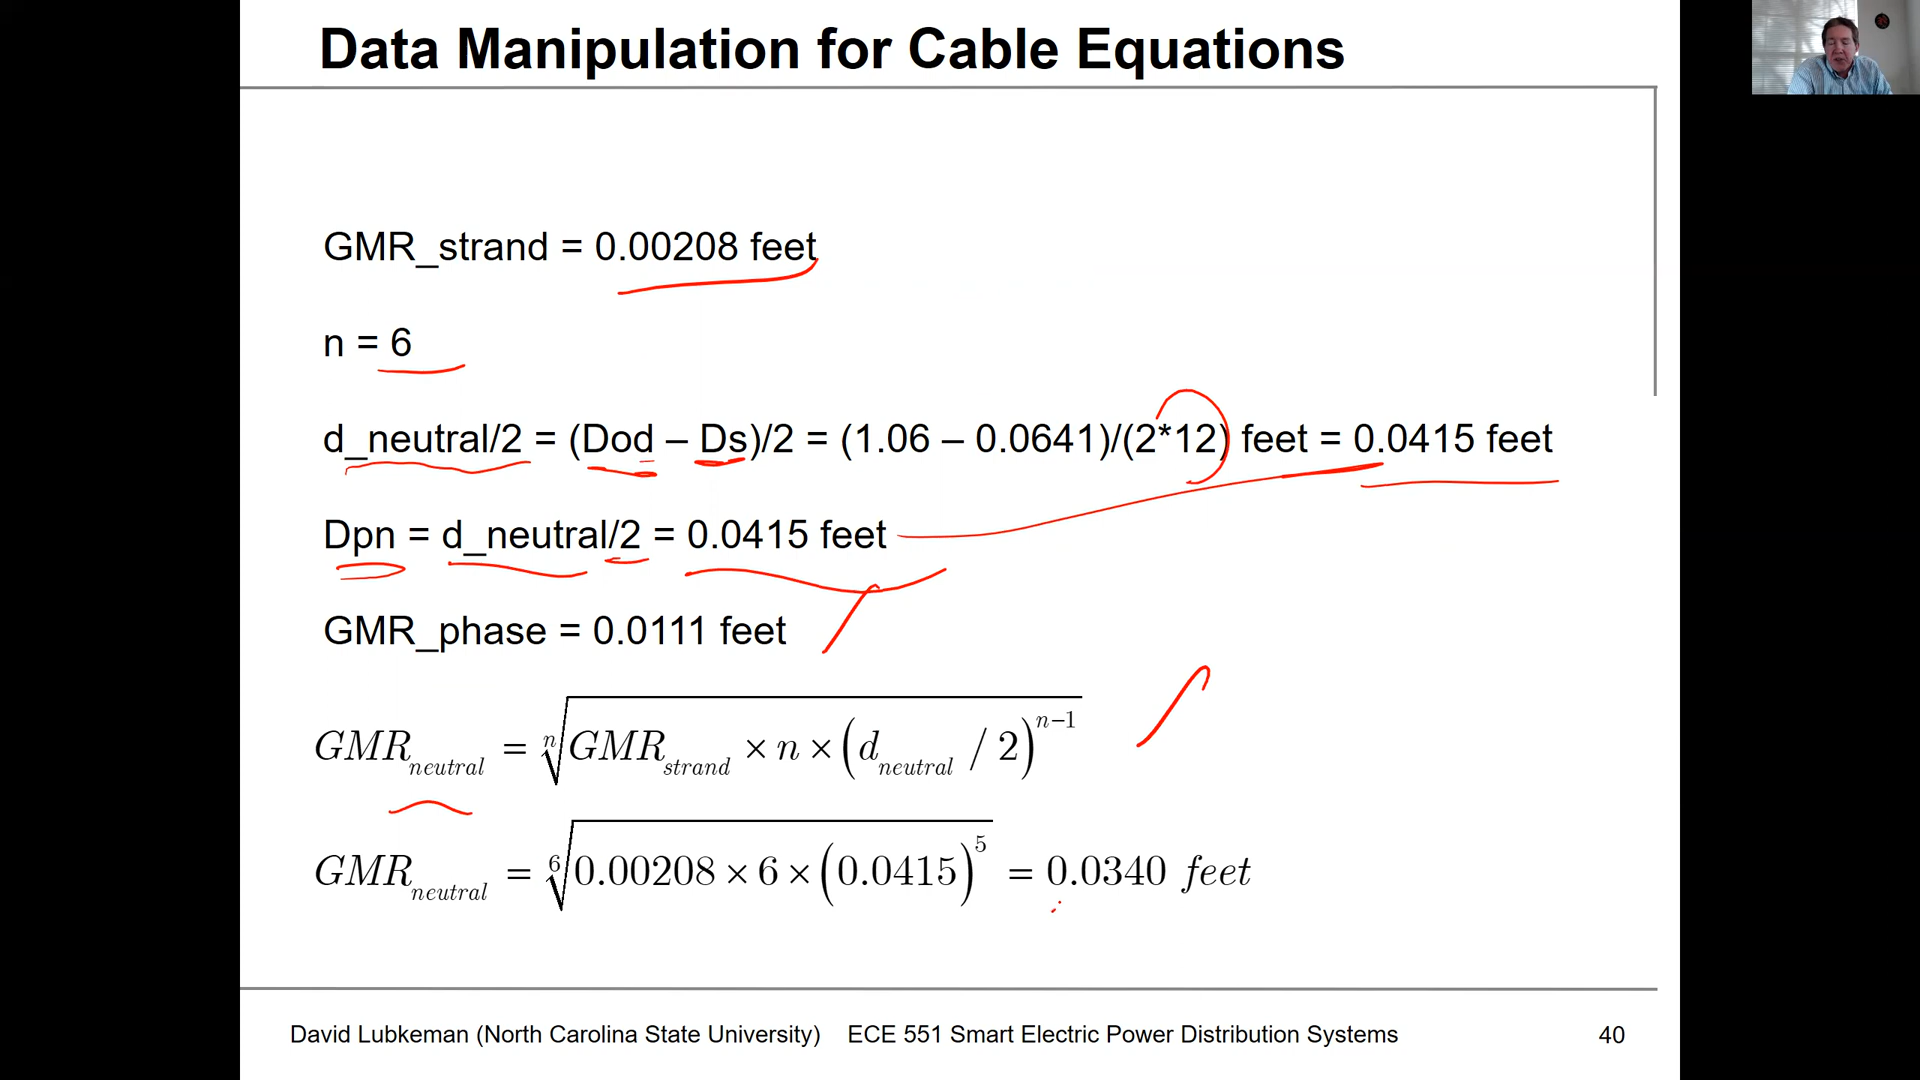 Data Manipulation for Cable Equations
GMR_strand = 0.00208 feet
n = 6
d_neutral/2 = (Dod – Ds)/2 = (1.06 – 0.0641)/(2*12) feet = 0.0415 feet
Dpn = d_neutral/2 = 0.0415 feet
GMR_phase = 0.0111 feet
GMR_neutral = ⁿ√(GMR_strand × n × (d_neutral / 2)^(n−1))
GMR_neutral = ⁶√(0.00208 × 6 × (0.0415)^5) = 0.0340 feet
David Lubkeman (North Carolina State University) ECE 551 Smart Electric Power Distribution Systems 40